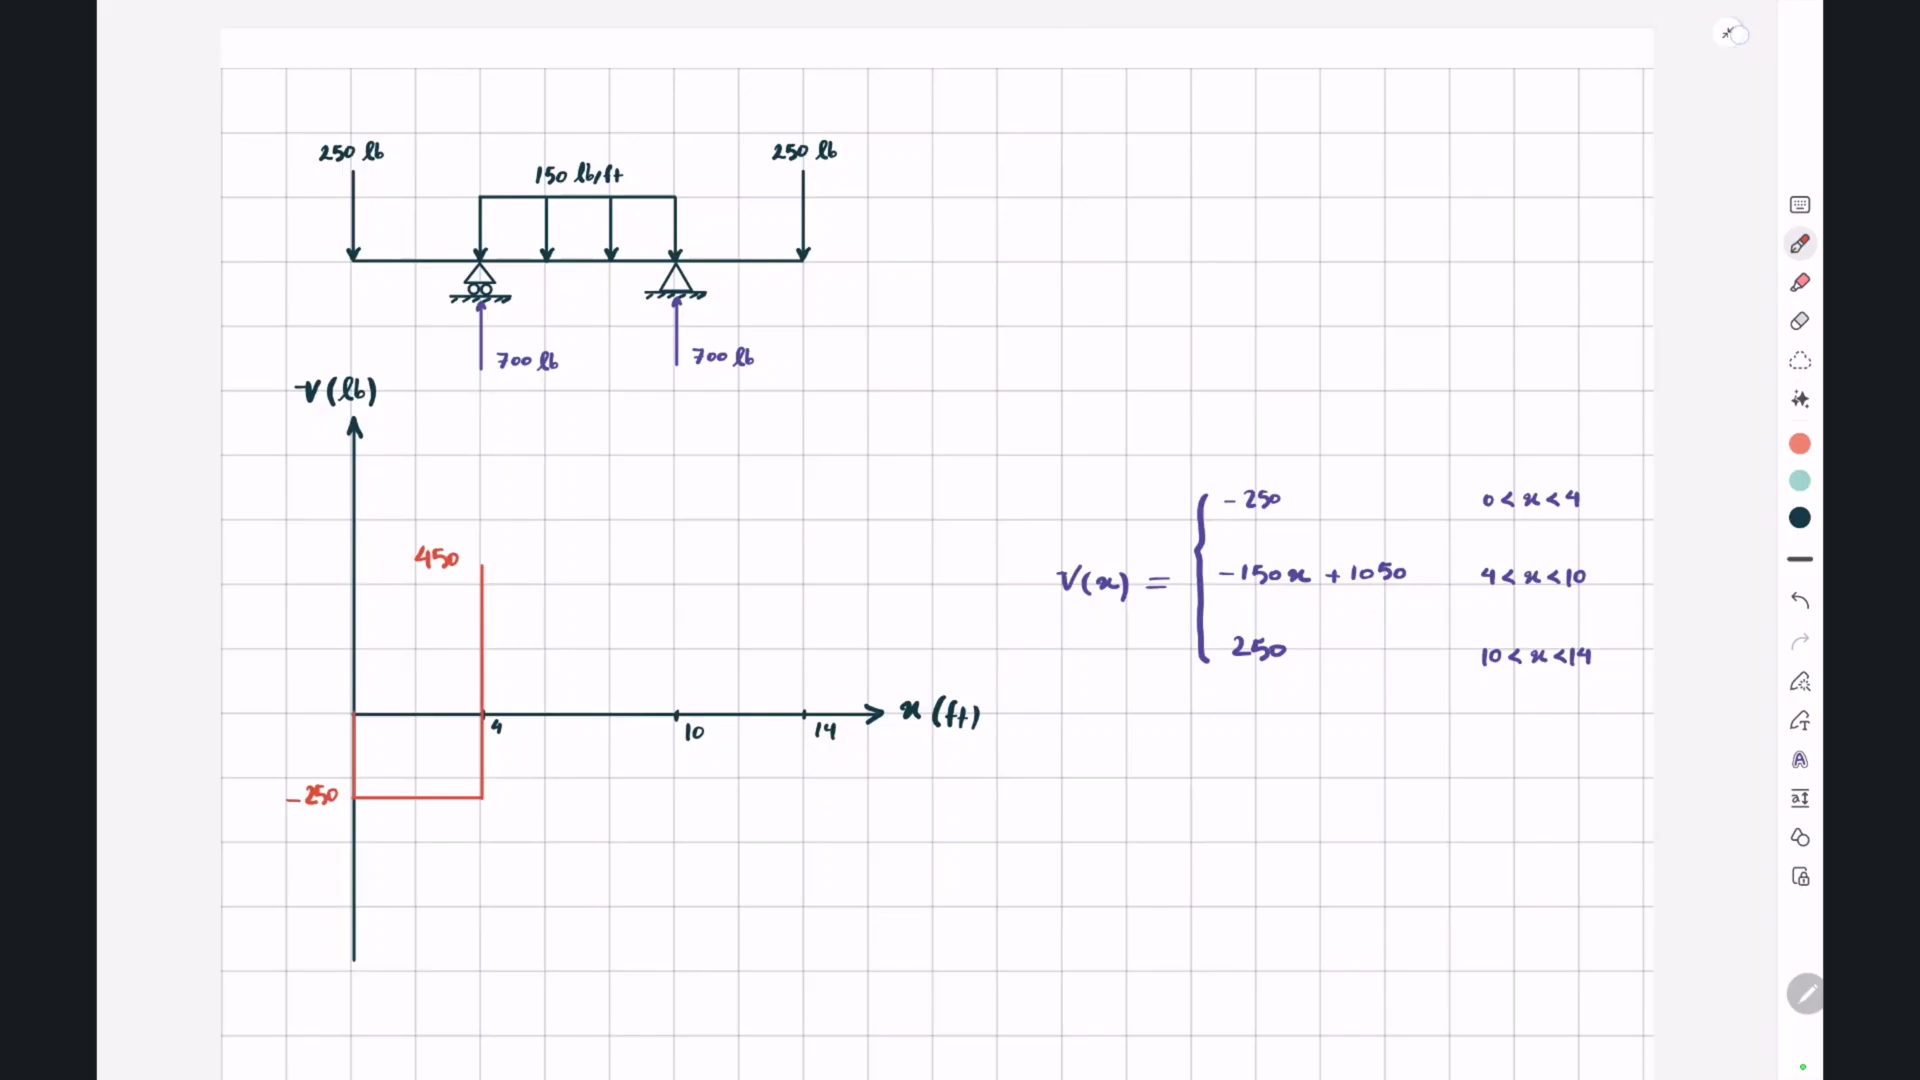 250 lb
250 lb
150 lb/ft
700 lb
700 lb
V (lb)
450
-250
4
10
14
x (ft)
V(x) =
-250 0 < x < 4
-150x + 1050 4 < x < 10
250 10 < x < 14